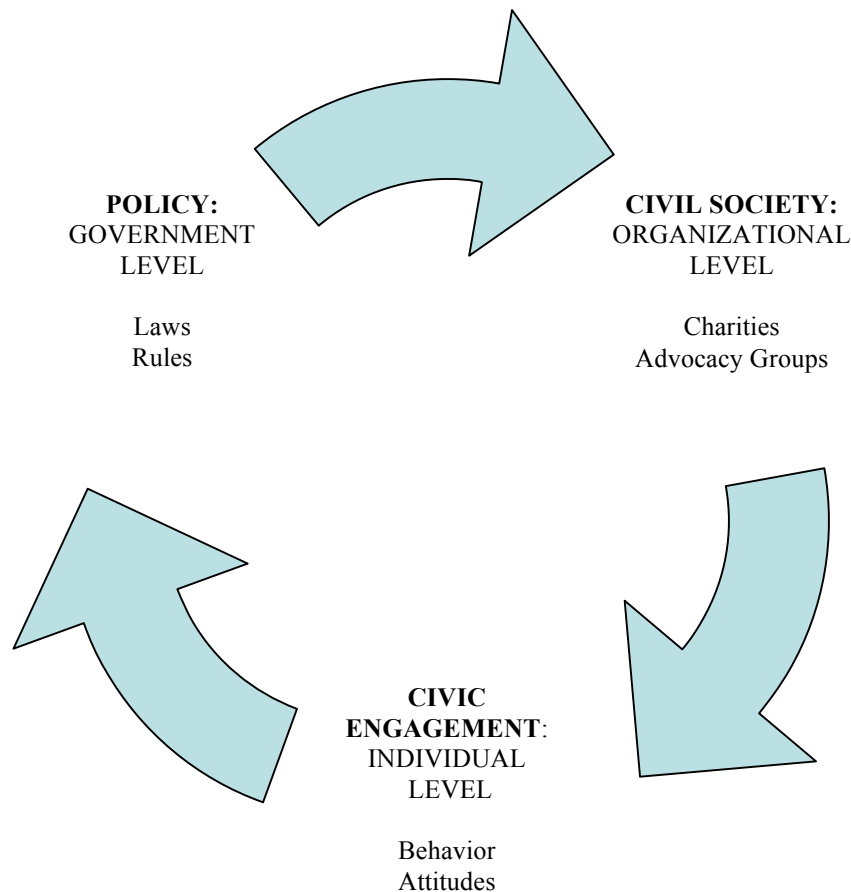 POLICY:
GOVERNMENT
LEVEL
Laws
Rules
CIVIL SOCIETY:
ORGANIZATIONAL
LEVEL
Charities
Advocacy Groups
CIVIC
ENGAGEMENT:
INDIVIDUAL
LEVEL
Behavior
Attitudes